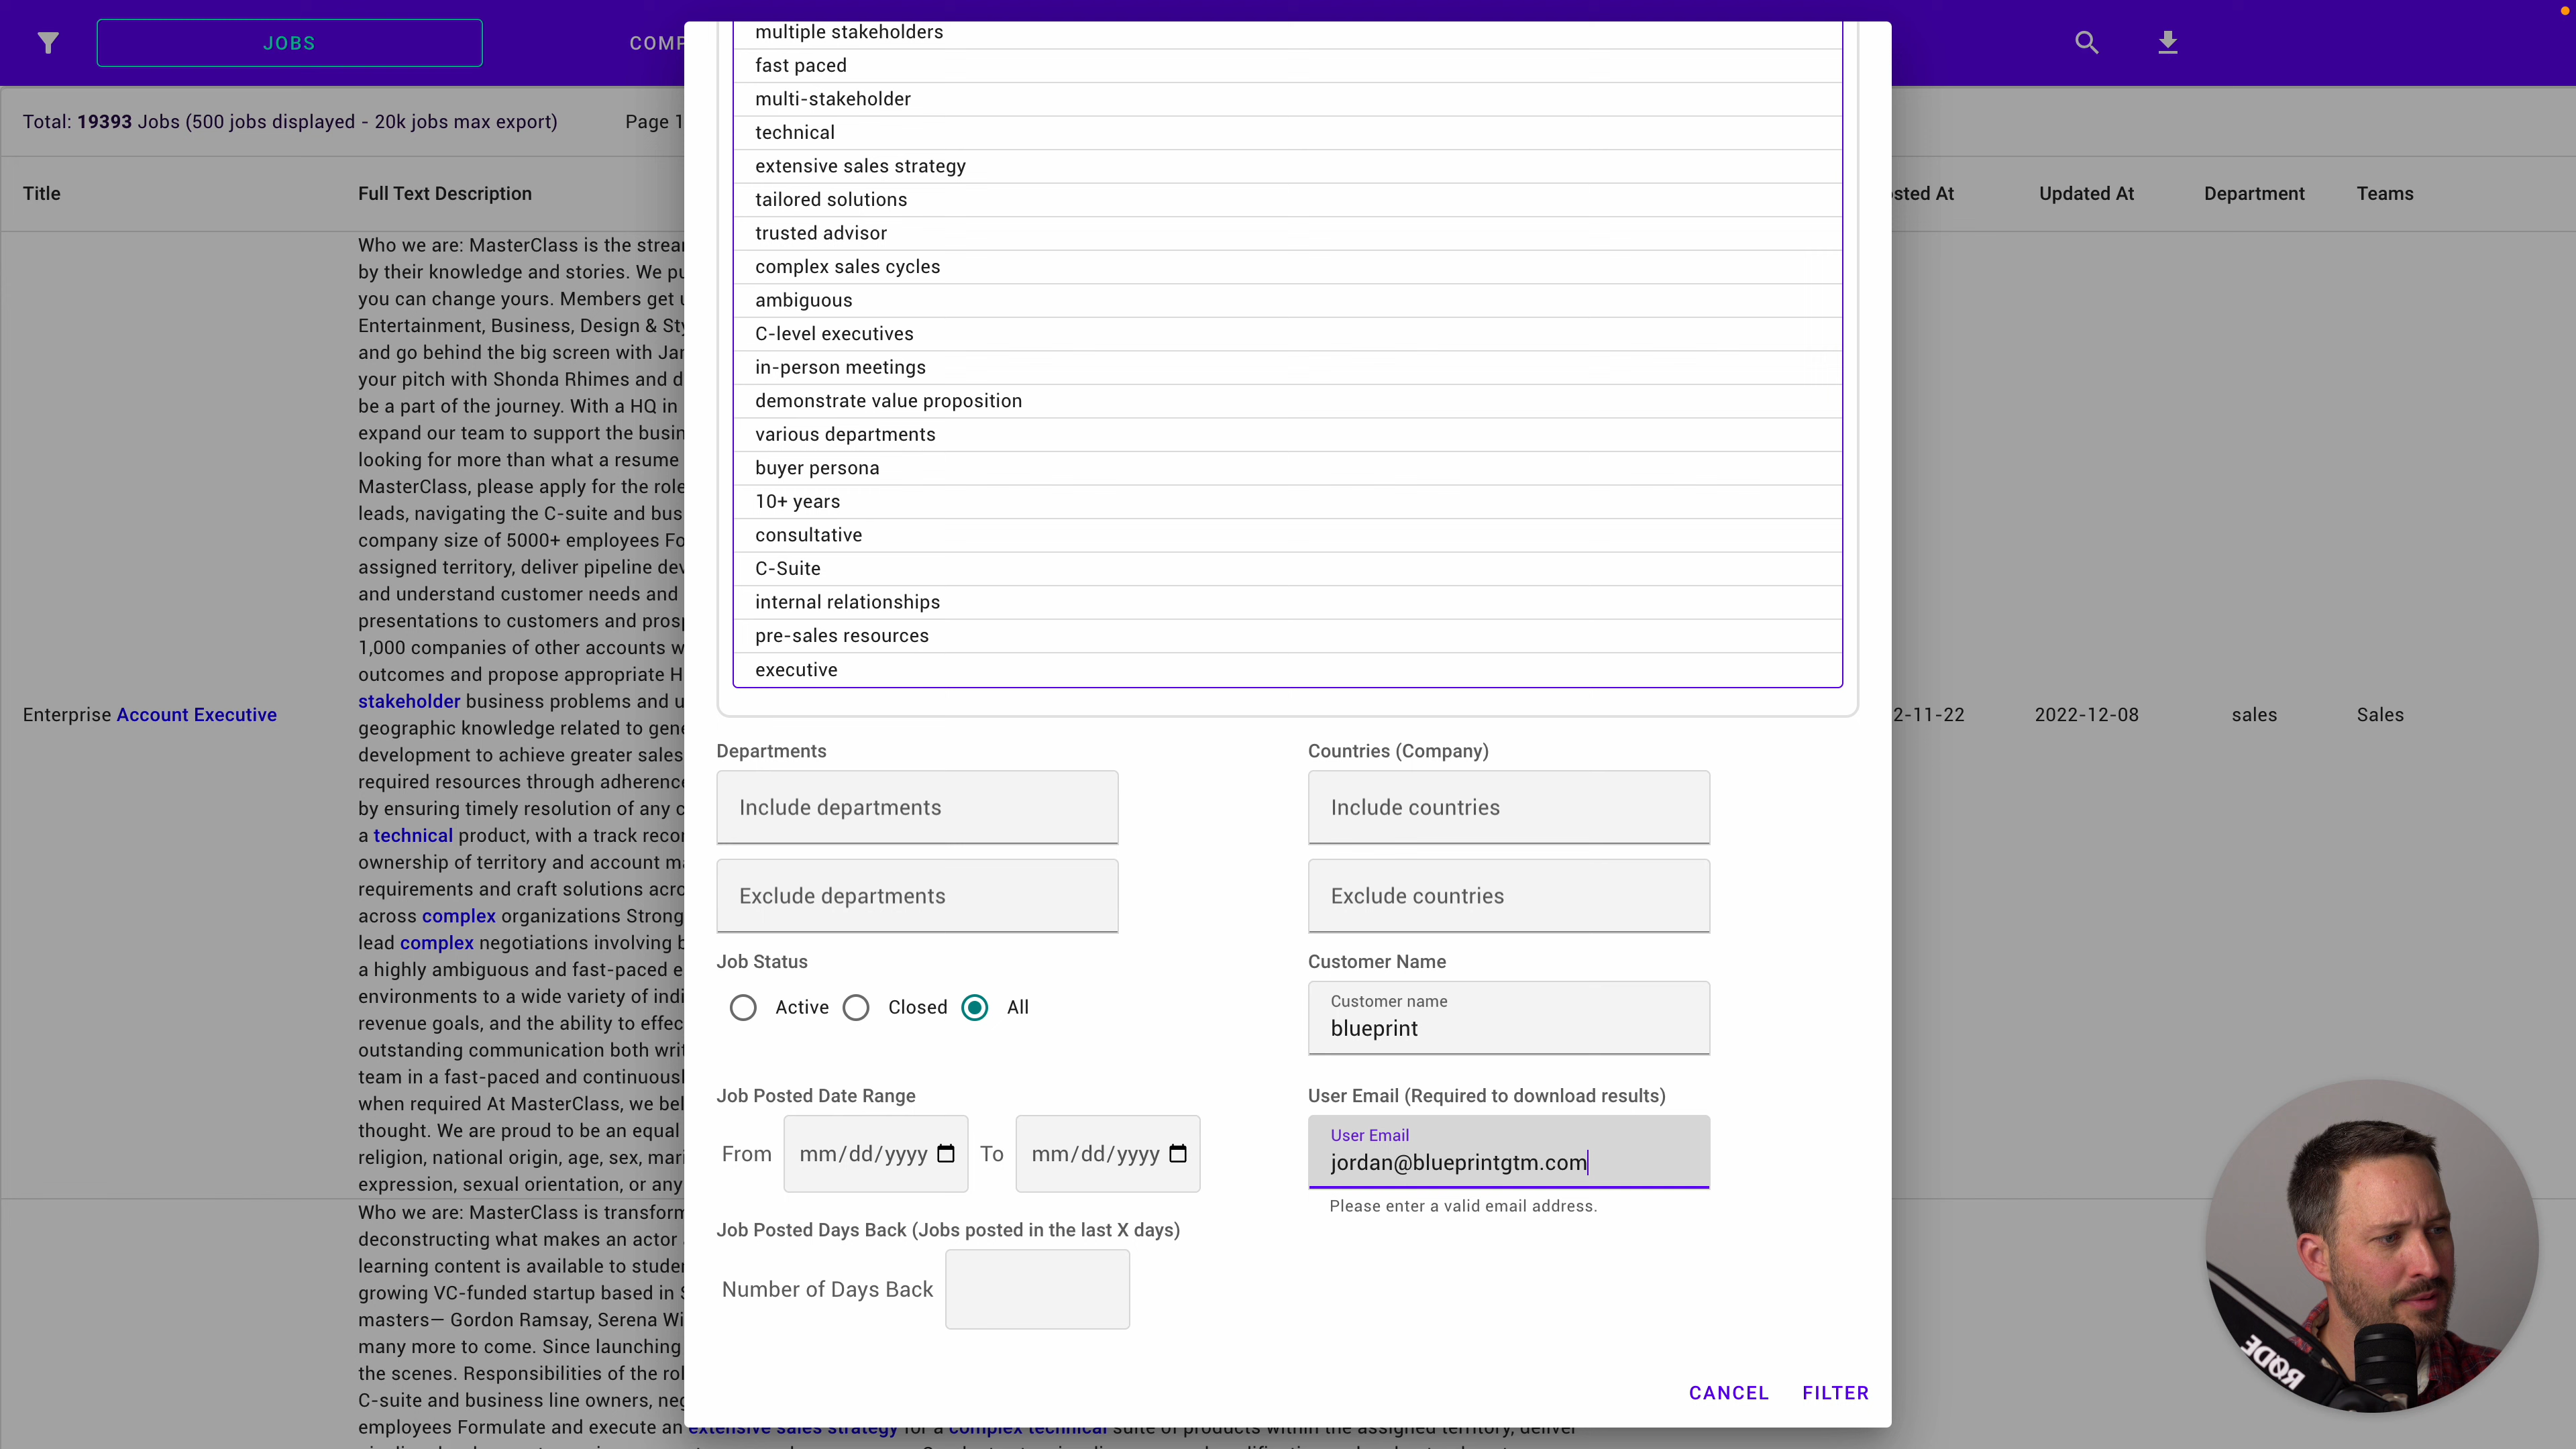 JOBS
COMP
Total: 19393 Jobs (500 jobs displayed - 20k jobs max export)
Page 1
Title
Full Text Description
sted At
Updated At
Department
Teams
Who we are: MasterClass is the strea
by their knowledge and stories. We pu
you can change yours. Members get u
Entertainment, Business, Design & Sty
and go behind the big screen with Jar
your pitch with Shonda Rhimes and d
be a part of the journey. With a HQ in
expand our team to support the busin
looking for more than what a resume
MasterClass, please apply for the role
leads, navigating the C-suite and bus
company size of 5000+ employees Fo
assigned territory, deliver pipeline dev
and understand customer needs and
presentations to customers and prosp
1,000 companies of other accounts w
outcomes and propose appropriate H
stakeholder business problems and u
geographic knowledge related to gene
development to achieve greater sales
required resources through adherence
by ensuring timely resolution of any c
a technical product, with a track recor
ownership of territory and account ma
requirements and craft solutions acro
across complex organizations Strong
lead complex negotiations involving b
a highly ambiguous and fast-paced e
environments to a wide variety of indi
revenue goals, and the ability to effec
outstanding communication both writ
team in a fast-paced and continuousl
when required At MasterClass, we bel
thought. We are proud to be an equal
religion, national origin, age, sex, mari
expression, sexual orientation, or any
Enterprise Account Executive
2-11-22
2022-12-08
sales
Sales
Who we are: MasterClass is transform
deconstructing what makes an actor
learning content is available to stude
growing VC-funded startup based in S
masters— Gordon Ramsay, Serena Wi
many more to come. Since launching
the scenes. Responsibilities of the rol
C-suite and business line owners, neg
employees Formulate and execute an extensive sales strategy for a complex technical suite of products within the assigned territory, deliver
multiple stakeholders
fast paced
multi-stakeholder
technical
extensive sales strategy
tailored solutions
trusted advisor
complex sales cycles
ambiguous
C-level executives
in-person meetings
demonstrate value proposition
various departments
buyer persona
10+ years
consultative
C-Suite
internal relationships
pre-sales resources
executive
Departments
Include departments
Exclude departments
Countries (Company)
Include countries
Exclude countries
Job Status
Active
Closed
All
Customer Name
Customer name
blueprint
Job Posted Date Range
From mm/dd/yyyy To mm/dd/yyyy
User Email (Required to download results)
User Email
jordan@blueprintgtm.com
Please enter a valid email address.
Job Posted Days Back (Jobs posted in the last X days)
Number of Days Back
CANCEL
FILTER
RODE